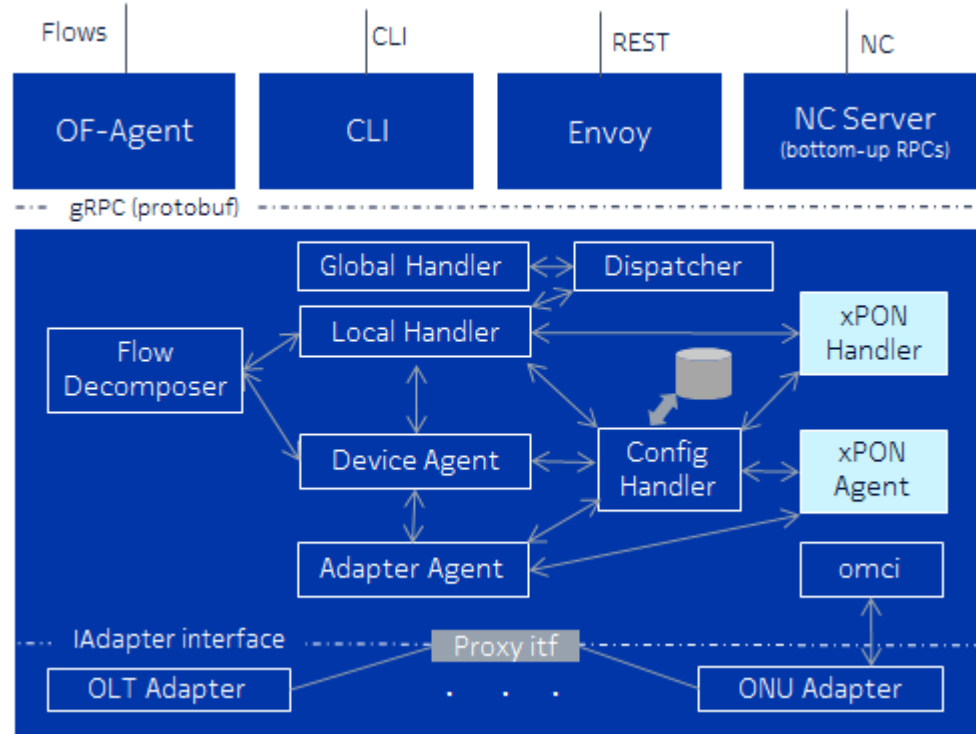 Flows
CLI
REST
NC
OF-Agent
CLI
Envoy
NC Server
(bottom-up RPCs)
gRPC (protobuf)
Global Handler
Dispatcher
Local Handler
xPON
Handler
Flow
Decomposer
Device Agent
Config
Handler
xPON
Agent
Adapter Agent
omci
IAdapter interface
Proxy itf
OLT Adapter
. . .
ONU Adapter